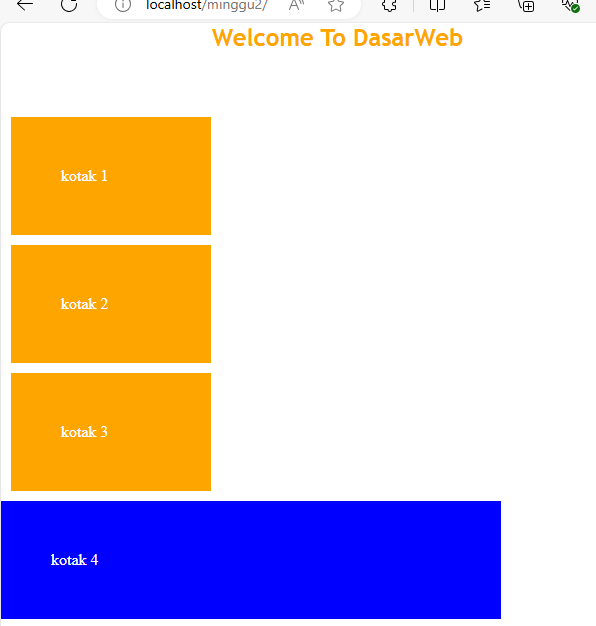 localhost/minggu2/
Welcome To DasarWeb
kotak 1
kotak 2
kotak 3
kotak 4